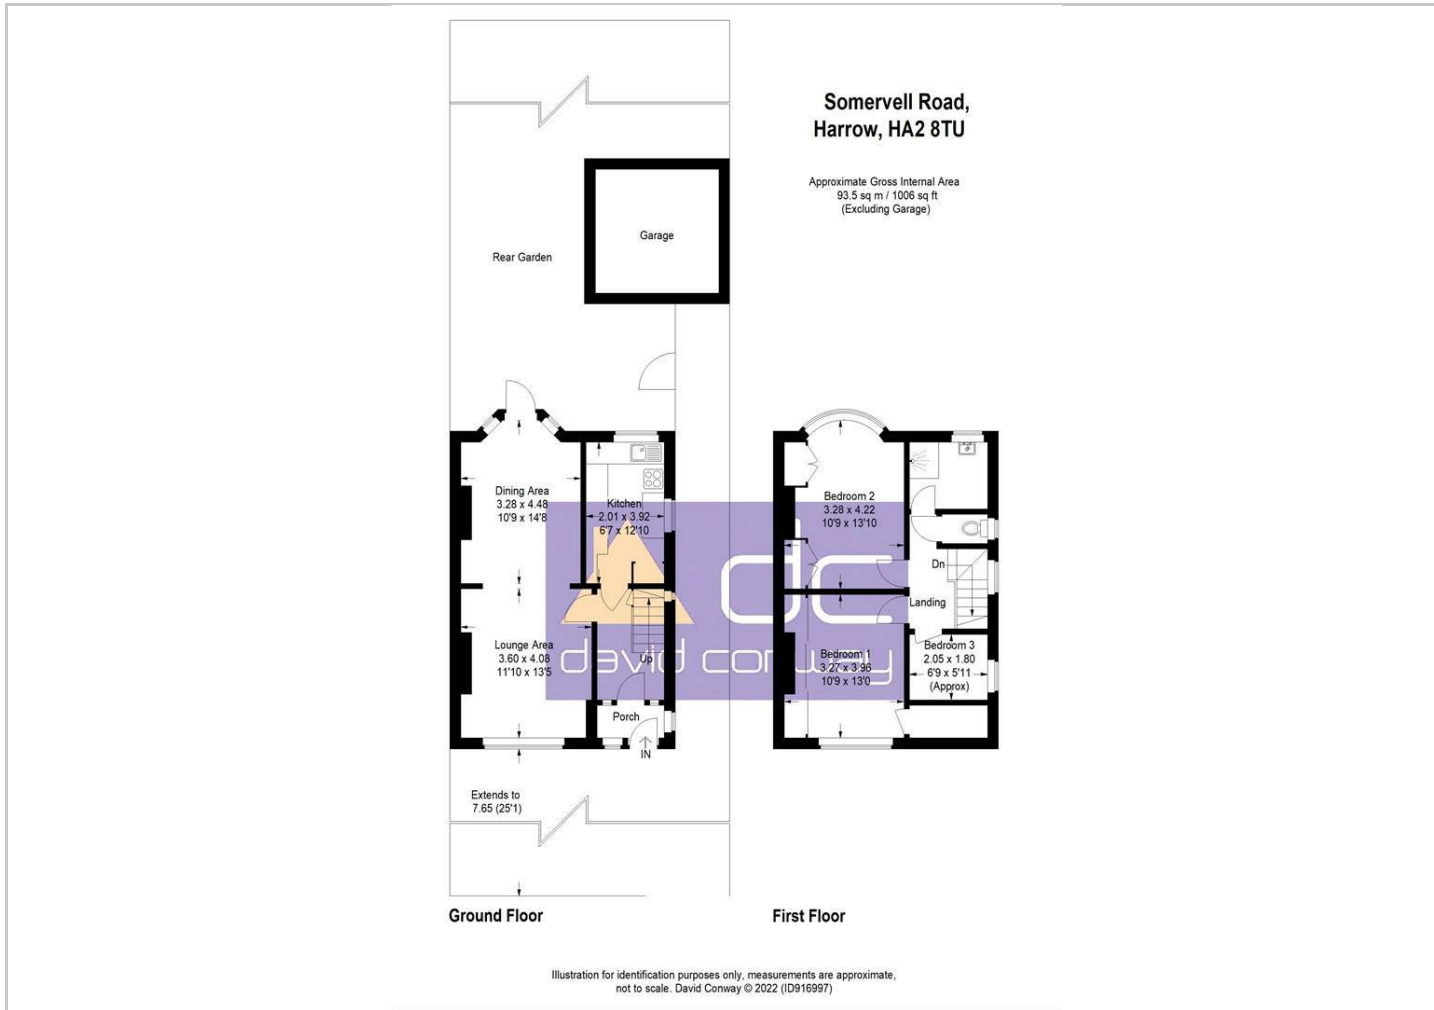 Somervell Road,
Harrow, HA2 8TU
Approximate Gross Internal Area
93.5 sq m / 1006 sq ft
(Excluding Garage)
Garage
Rear Garden
Dining Area
3.28 x 4.48
10'9 x 14'8
Kitchen
2.01 x 3.92
6'7 x 12'10
Lounge Area
3.60 x 4.08
11'10 x 13'5
Up
Porch
IN
Extends to
7.65 (25'1)
Ground Floor
Bedroom 2
3.28 x 4.22
10'9 x 13'10
Dn
Landing
Bedroom 1
3.27 x 3.96
10'9 x 13'0
Bedroom 3
2.05 x 1.80
6'9 x 5'11
(Approx)
First Floor
dc
david conway
Illustration for identification purposes only, measurements are approximate,
not to scale. David Conway © 2022 (ID916997)